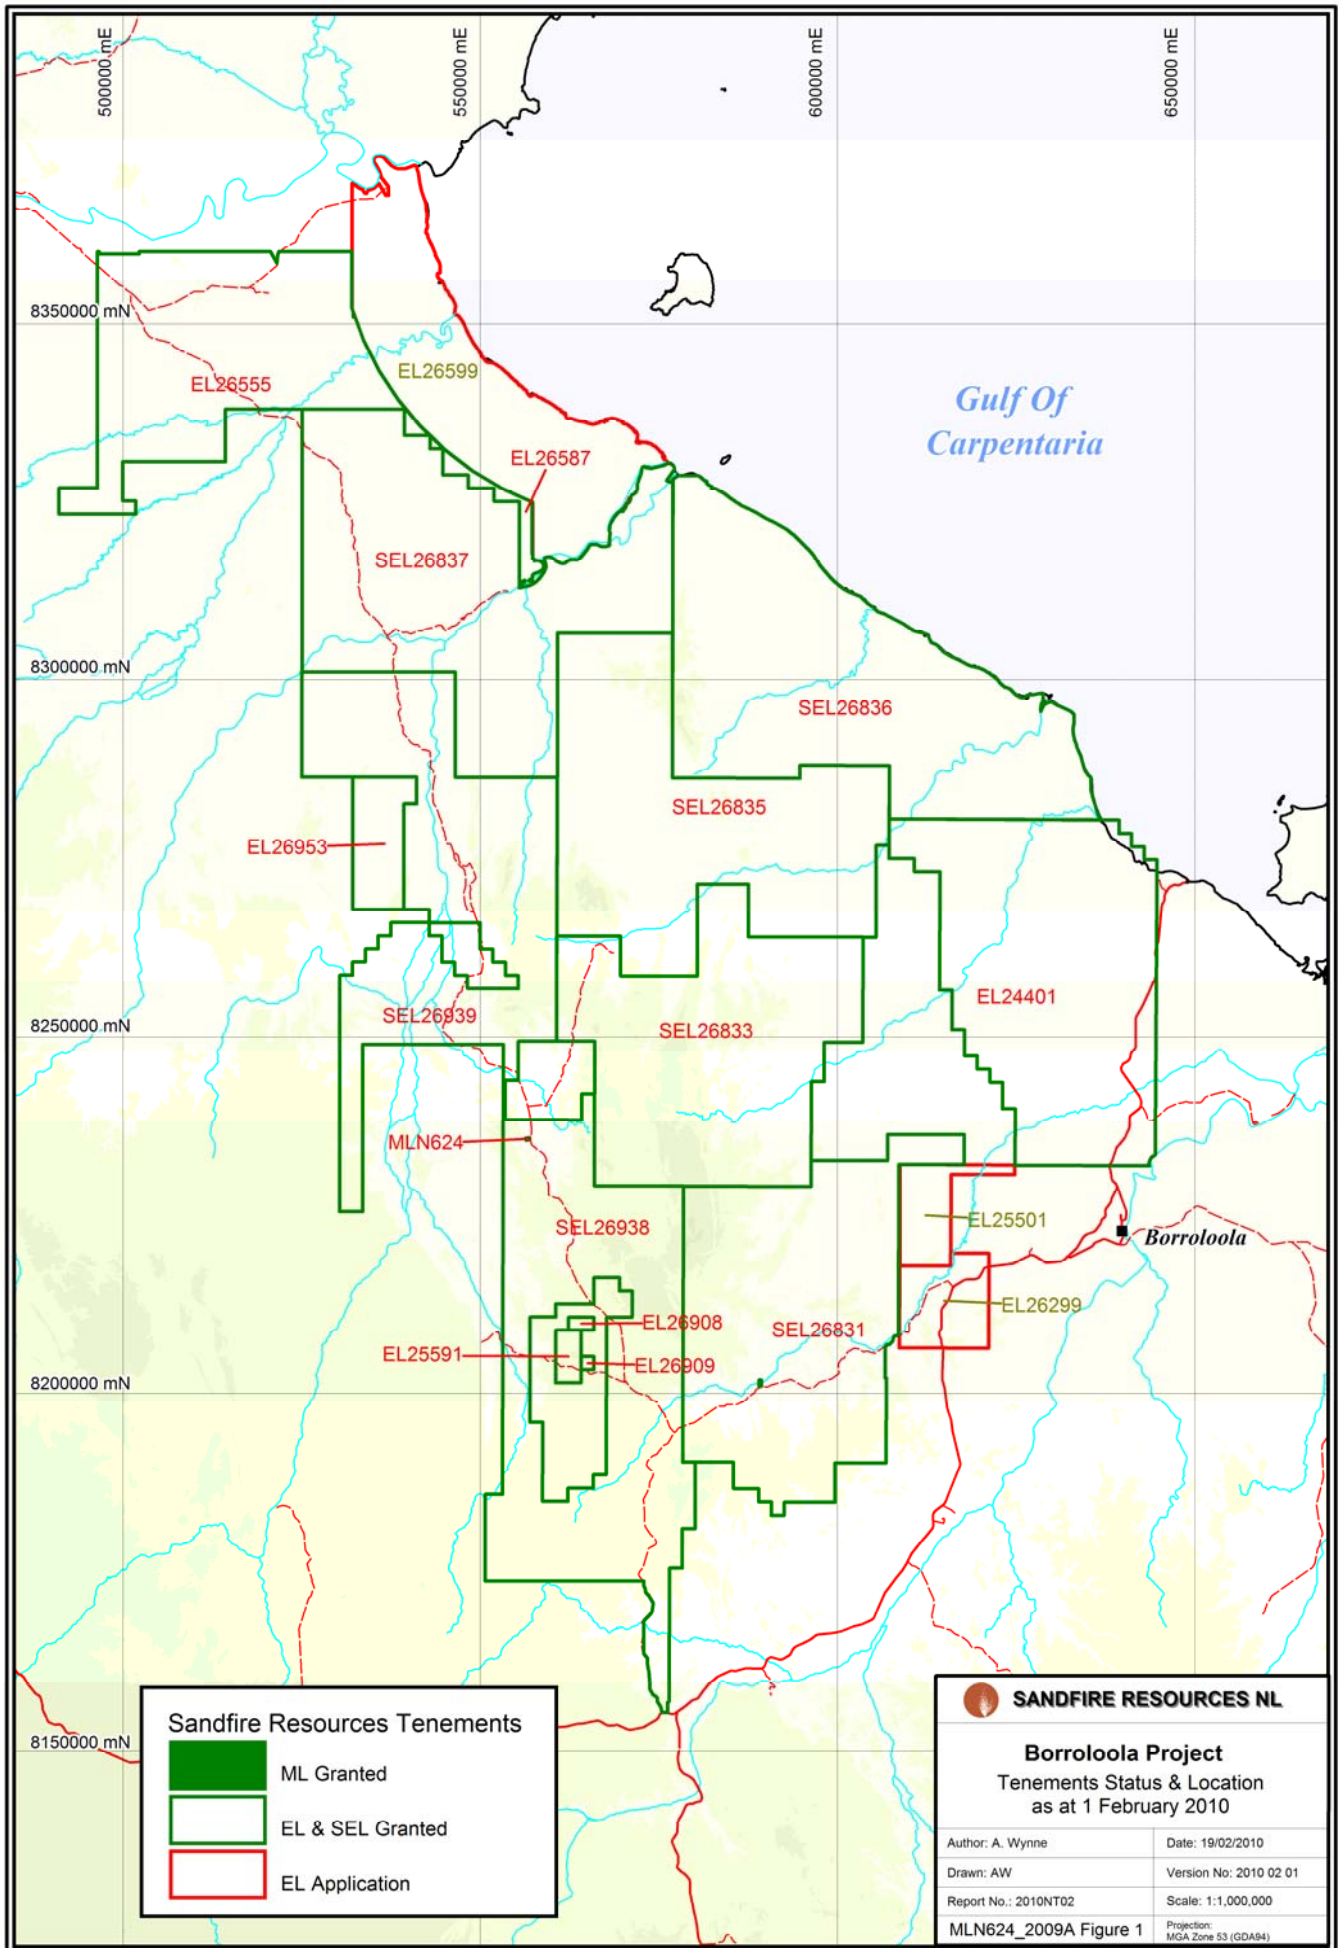 500000 mE
550000 mE
600000 mE
650000 mE
8350000 mN
EL26599
EL26555
Gulf Of
Carpentaria
EL26587
SEL26837
8300000 mN
SEL26836
SEL26835
EL26953
EL24401
SEL26939
8250000 mN
SEL26833
MLN624
EL25501
SEL26938
Borroloola
EL26299
EL26908
SEL26831
EL25591
EL26909
8200000 mN
8150000 mN
Sandfire Resources Tenements
ML Granted
EL & SEL Granted
EL Application
SANDFIRE RESOURCES NL
Borroloola Project
Tenements Status & Location
as at 1 February 2010
Author: A. Wynne
Date: 19/02/2010
Drawn: AW
Version No: 2010 02 01
Report No.: 2010NT02
Scale: 1:1,000,000
MLN624_2009A Figure 1
Projection:
MGA Zone 53 (GDA94)